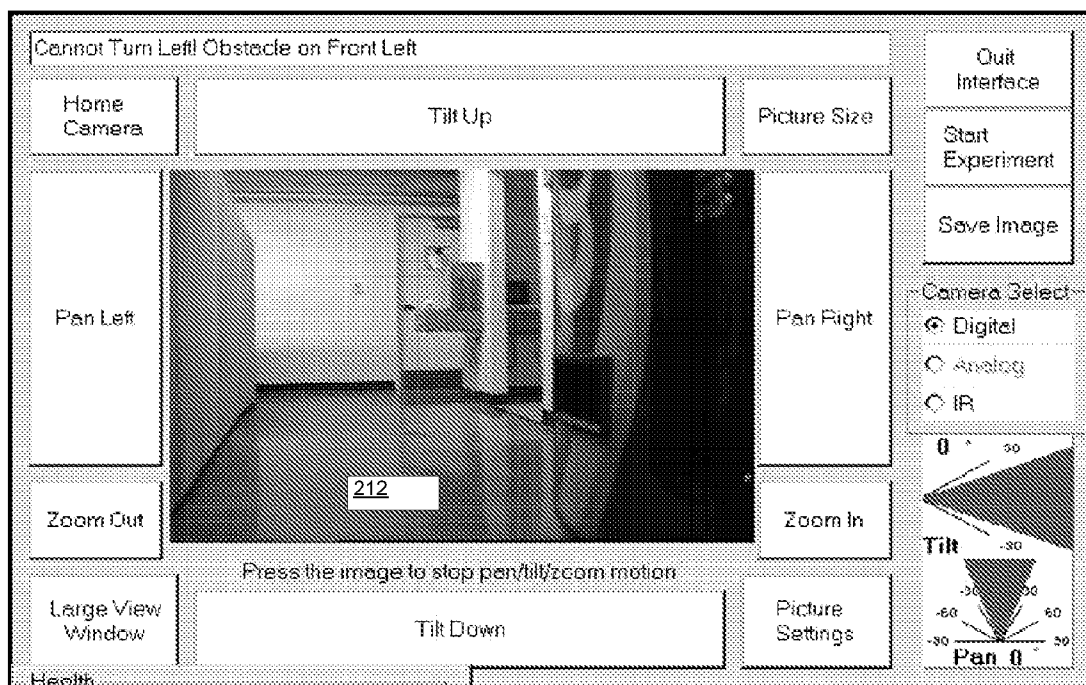 Cannot Turn Left! Obstacle on Front Left
Quit
Interface
Home
Camera
Tilt Up
Picture Size
Start
Experiment
Save Image
Pan Left
Pan Right
Camera Select
Digital
Analog
IR
212
0 °
30
-30
Tilt
Zoom Out
Zoom In
Press the image to stop pan/tilt/zoom motion
Large View
Window
Tilt Down
Picture
Settings
-30
30
-60
60
-90
90
Pan 0 °
Health